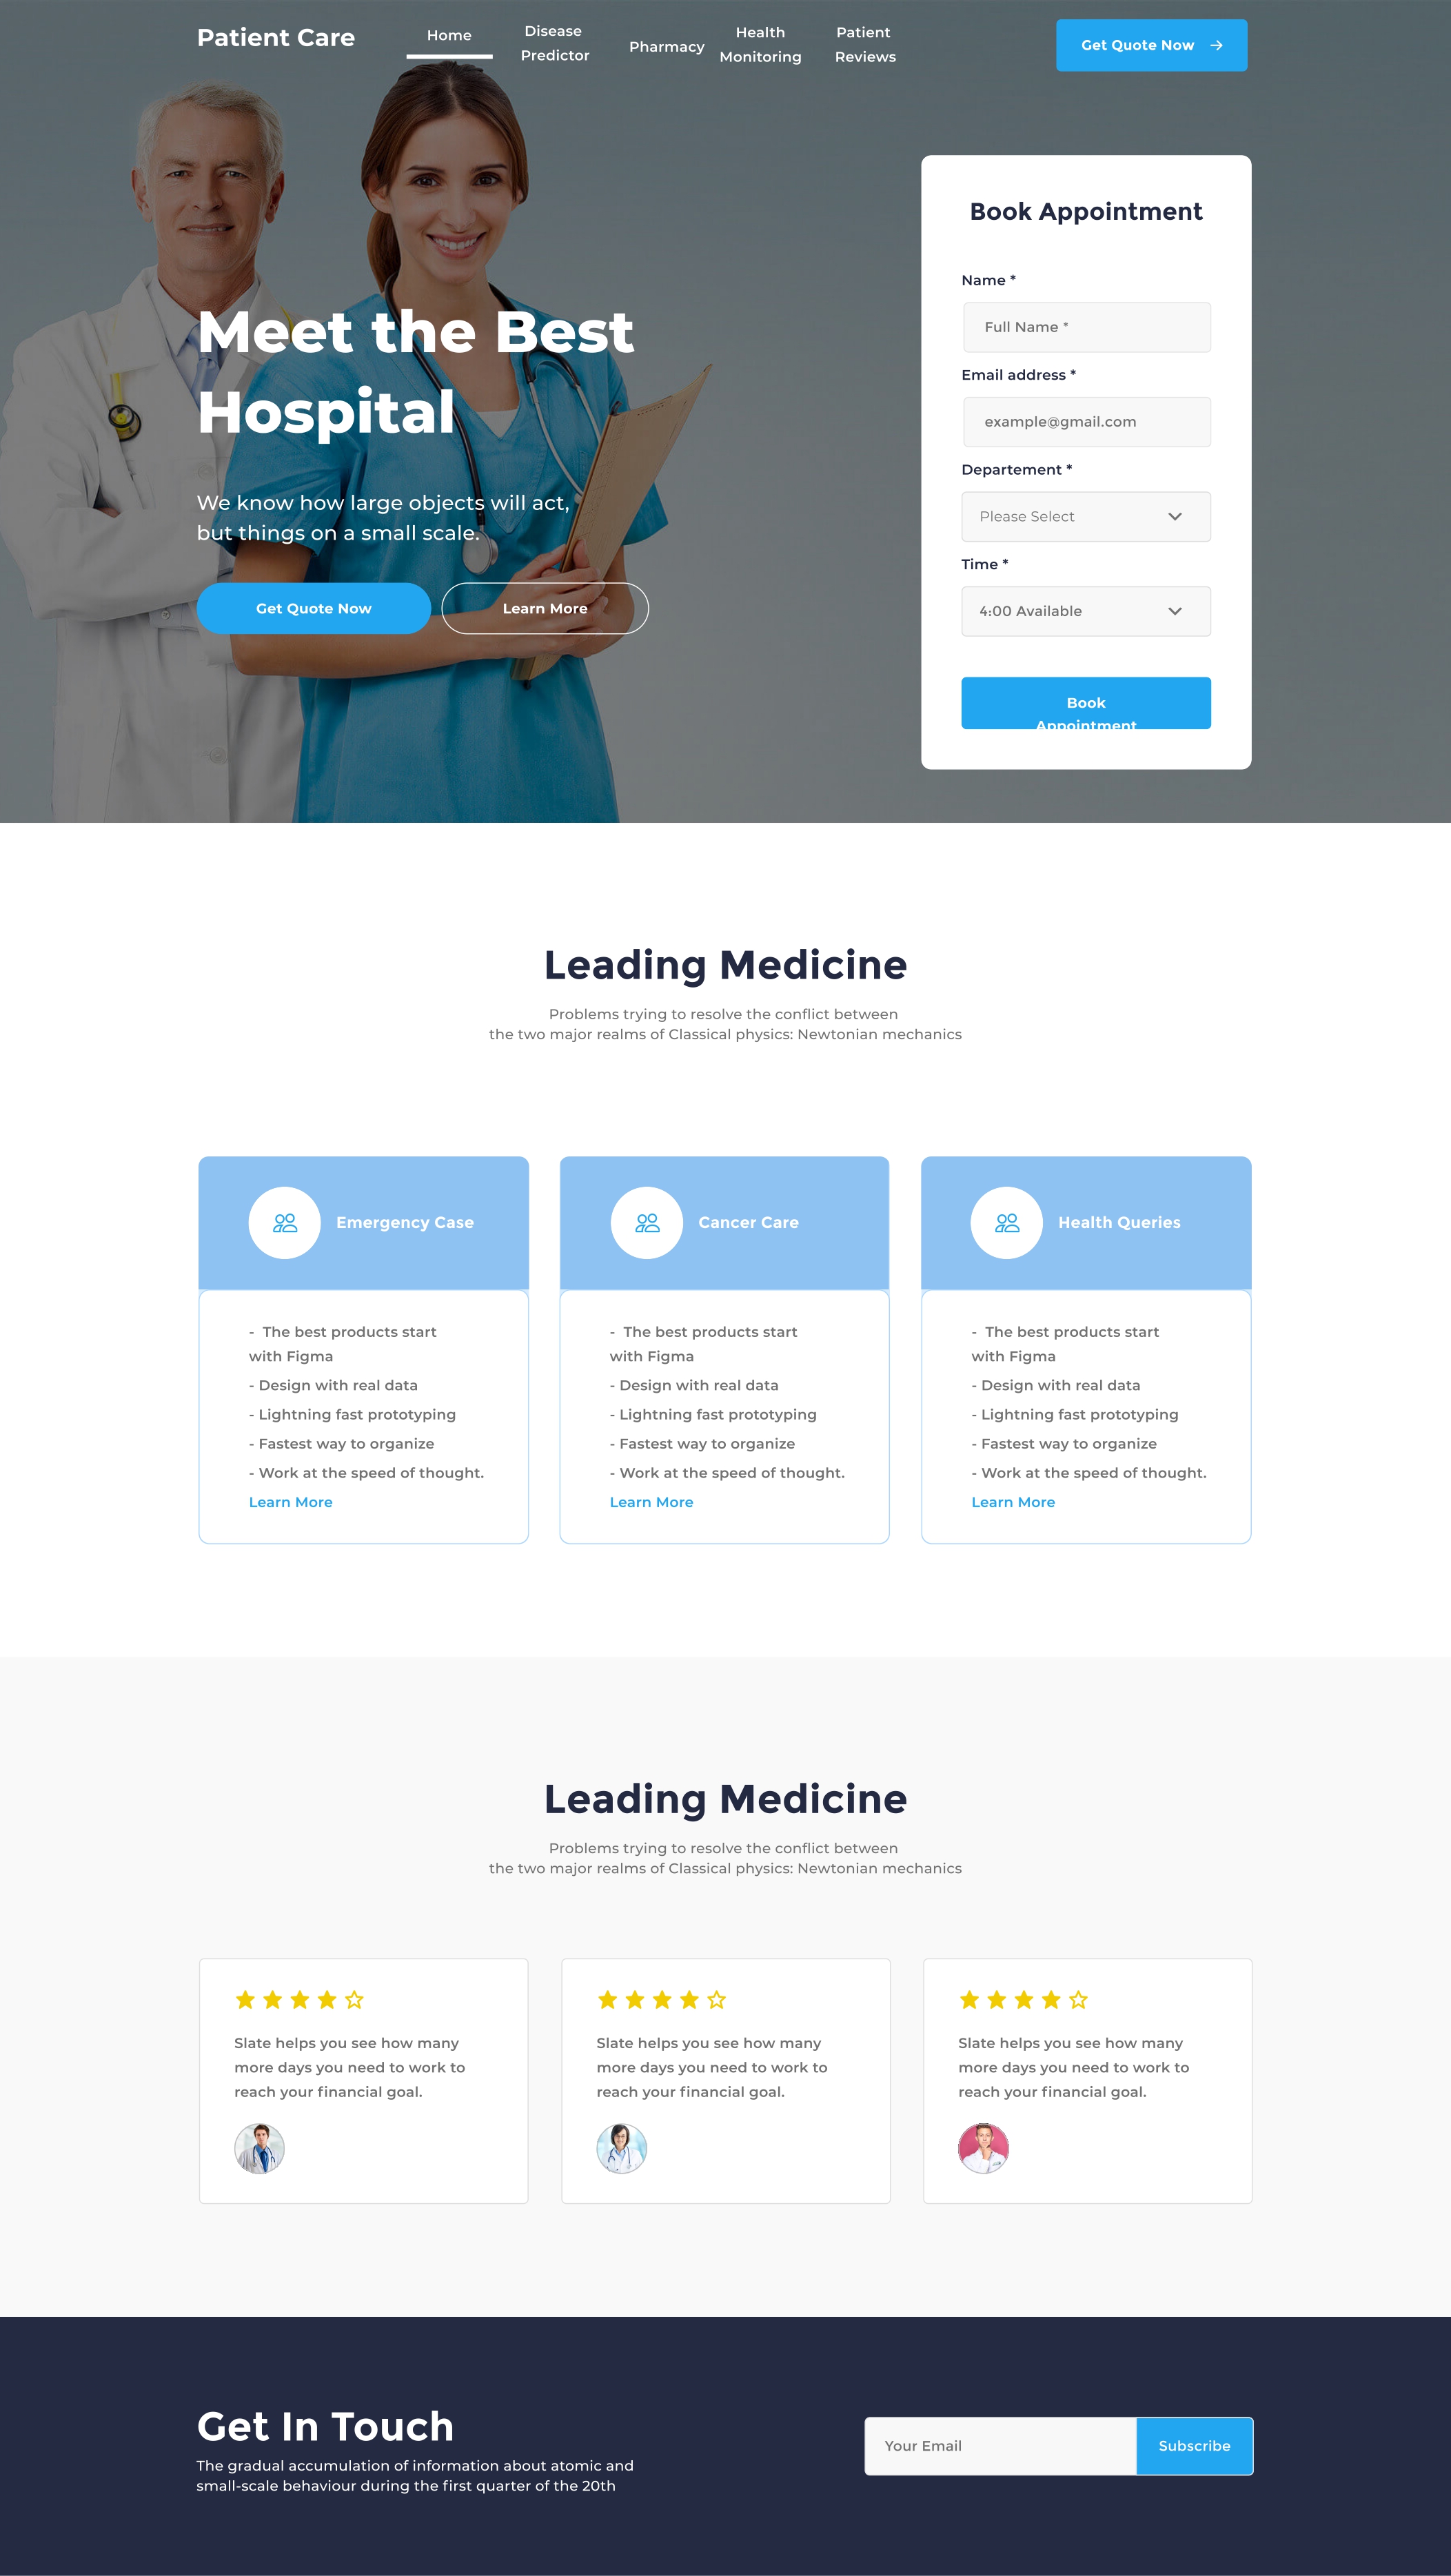 Patient Care
Home
Disease
Predictor
Pharmacy
Health
Monitoring
Patient
Reviews
Get Quote Now
Meet the Best
Hospital
We know how large objects will act,
but things on a small scale.
Get Quote Now
Learn More
Book Appointment
Name *
Full Name *
Email address *
example@gmail.com
Departement *
Please Select
Time *
4:00 Available
Book
Appointment
Leading Medicine
Problems trying to resolve the conflict between
the two major realms of Classical physics: Newtonian mechanics
Emergency Case
- The best products start
with Figma
- Design with real data
- Lightning fast prototyping
- Fastest way to organize
- Work at the speed of thought.
Learn More
Cancer Care
- The best products start
with Figma
- Design with real data
- Lightning fast prototyping
- Fastest way to organize
- Work at the speed of thought.
Learn More
Health Queries
- The best products start
with Figma
- Design with real data
- Lightning fast prototyping
- Fastest way to organize
- Work at the speed of thought.
Learn More
Leading Medicine
Problems trying to resolve the conflict between
the two major realms of Classical physics: Newtonian mechanics
Slate helps you see how many
more days you need to work to
reach your financial goal.
Slate helps you see how many
more days you need to work to
reach your financial goal.
Slate helps you see how many
more days you need to work to
reach your financial goal.
Get In Touch
The gradual accumulation of information about atomic and
small-scale behaviour during the first quarter of the 20th
Your Email
Subscribe